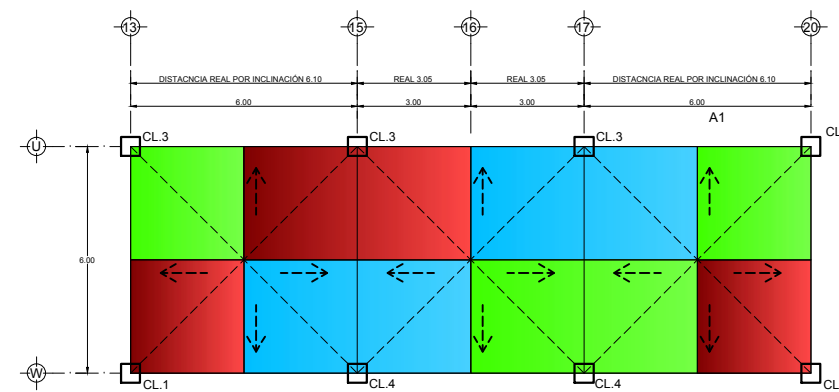 13 15 16 17 20
DISTACNCIA REAL POR INCLINACIÓN 6.10 REAL 3.05 REAL 3.05 DISTACNCIA REAL POR INCLINACIÓN 6.10
6.00 3.00 3.00 6.00
A1
CL.3 CL.3 CL.3 CL
U
6.00
W
CL.1 CL.4 CL.4 CL